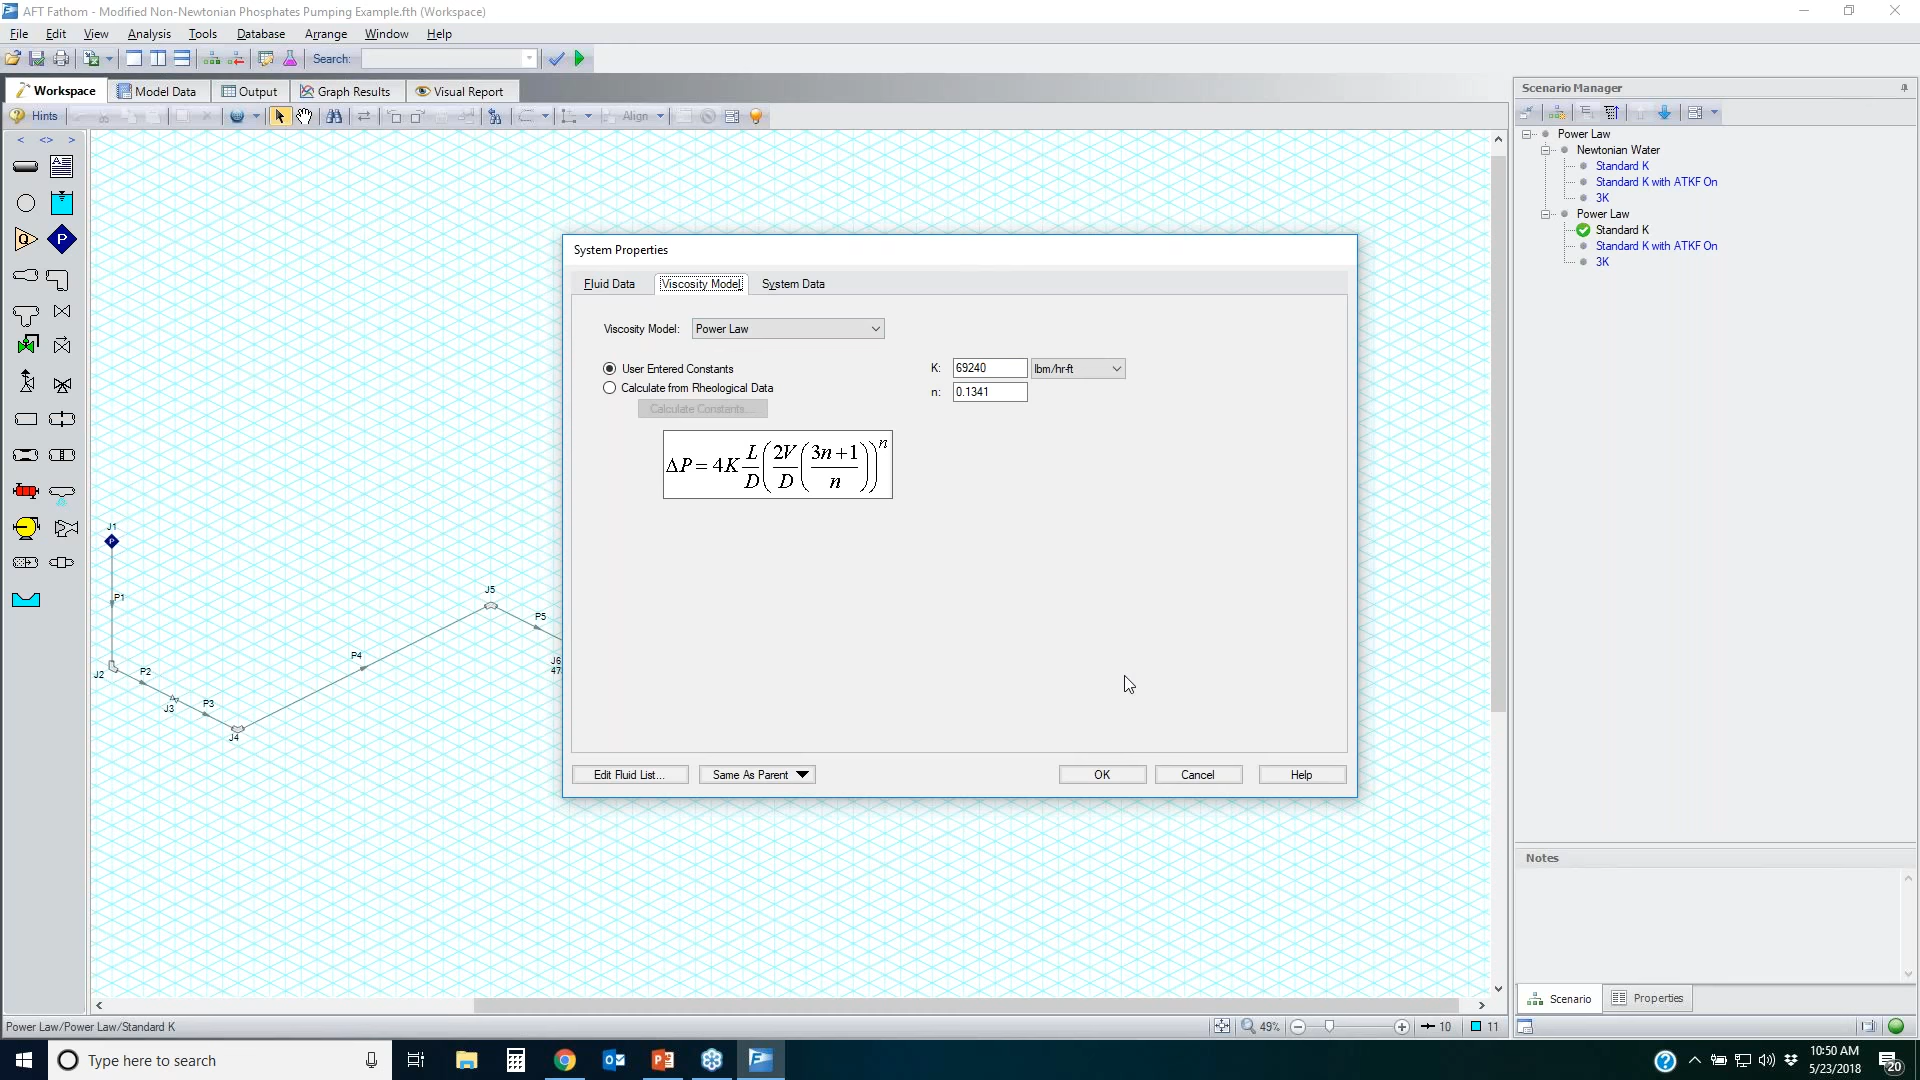 AFT Fathom - Modified Non-Newtonian Phosphates Pumping Example.fth (Workspace)
File Edit View Analysis Tools Database Arrange Window Help
Search:
Workspace Model Data Output Graph Results Visual Report
Hints Align
Scenario Manager
Power Law
Newtonian Water
Standard K
Standard K with ATKF On
3K
Power Law
Standard K
Standard K with ATKF On
3K
System Properties
Fluid Data Viscosity Model System Data
Viscosity Model: Power Law
User Entered Constants
Calculate from Rheological Data
Calculate Constants...
K: 69240 lbm/hr-ft
n: 0.1341
ΔP = 4K L/D (2V/D (3n+1/n))^n
Edit Fluid List... Same As Parent OK Cancel Help
J1
P1
J2
P2
J3
P3
J4
P4
J5
P5
J6
47
Q
P
A
P
Notes
Scenario Properties
Power Law/Power Law/Standard K
49%
10
11
Type here to search
10:50 AM
5/23/2018
20